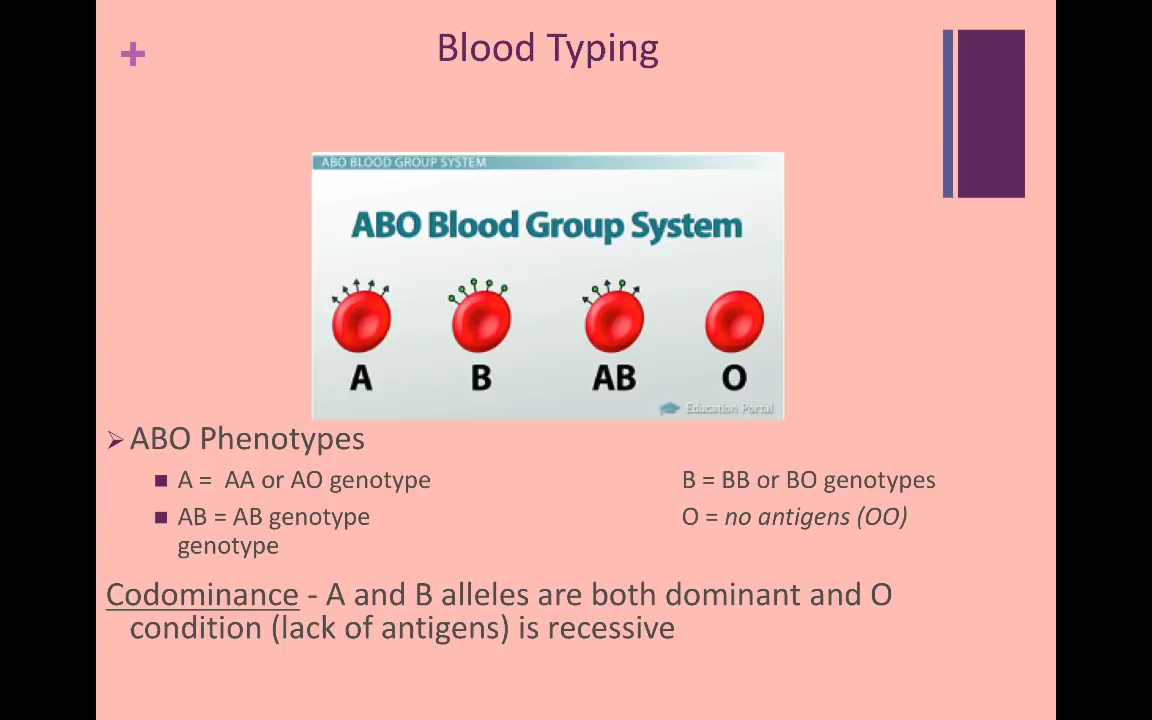 +
Blood Typing
ABO BLOOD GROUP SYSTEM
ABO Blood Group System
A B AB O
Education Portal
ABO Phenotypes
A = AA or AO genotype B = BB or BO genotypes
AB = AB genotype O = no antigens (OO)
genotype
Codominance - A and B alleles are both dominant and O
condition (lack of antigens) is recessive